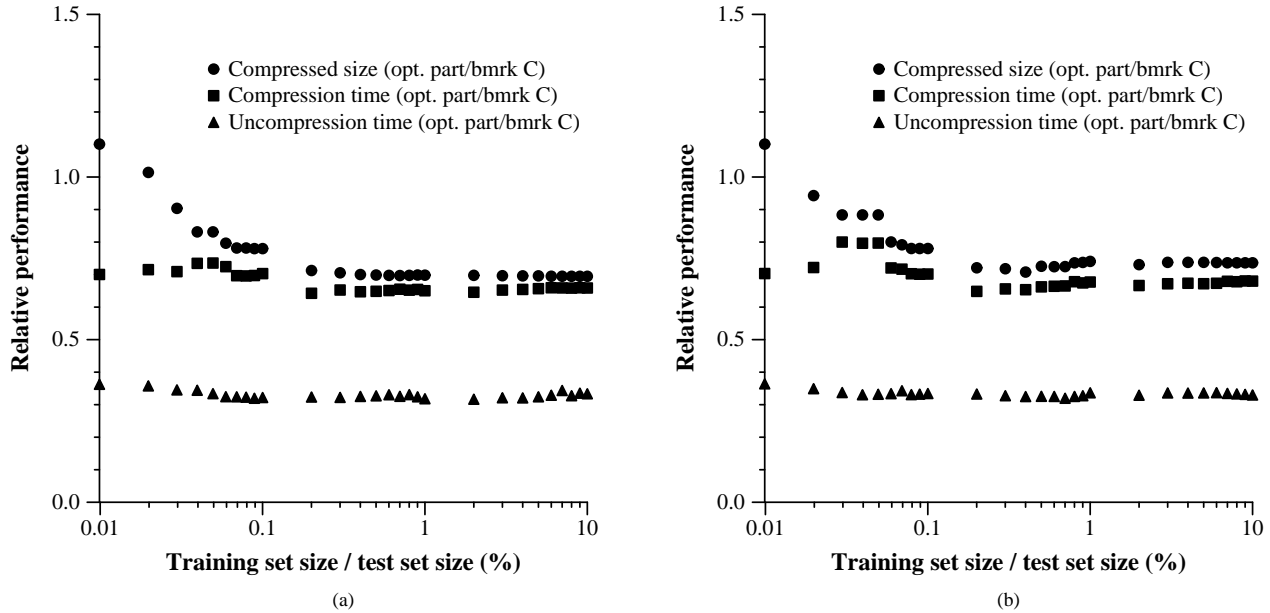 1.5
1.0
0.5
0.0
Relative performance
Compressed size (opt. part/bmrk C)
Compression time (opt. part/bmrk C)
Uncompression time (opt. part/bmrk C)
0.01
0.1
1
10
Training set size / test set size (%)
(a)
1.5
1.0
0.5
0.0
Relative performance
Compressed size (opt. part/bmrk C)
Compression time (opt. part/bmrk C)
Uncompression time (opt. part/bmrk C)
0.01
0.1
1
10
Training set size / test set size (%)
(b)